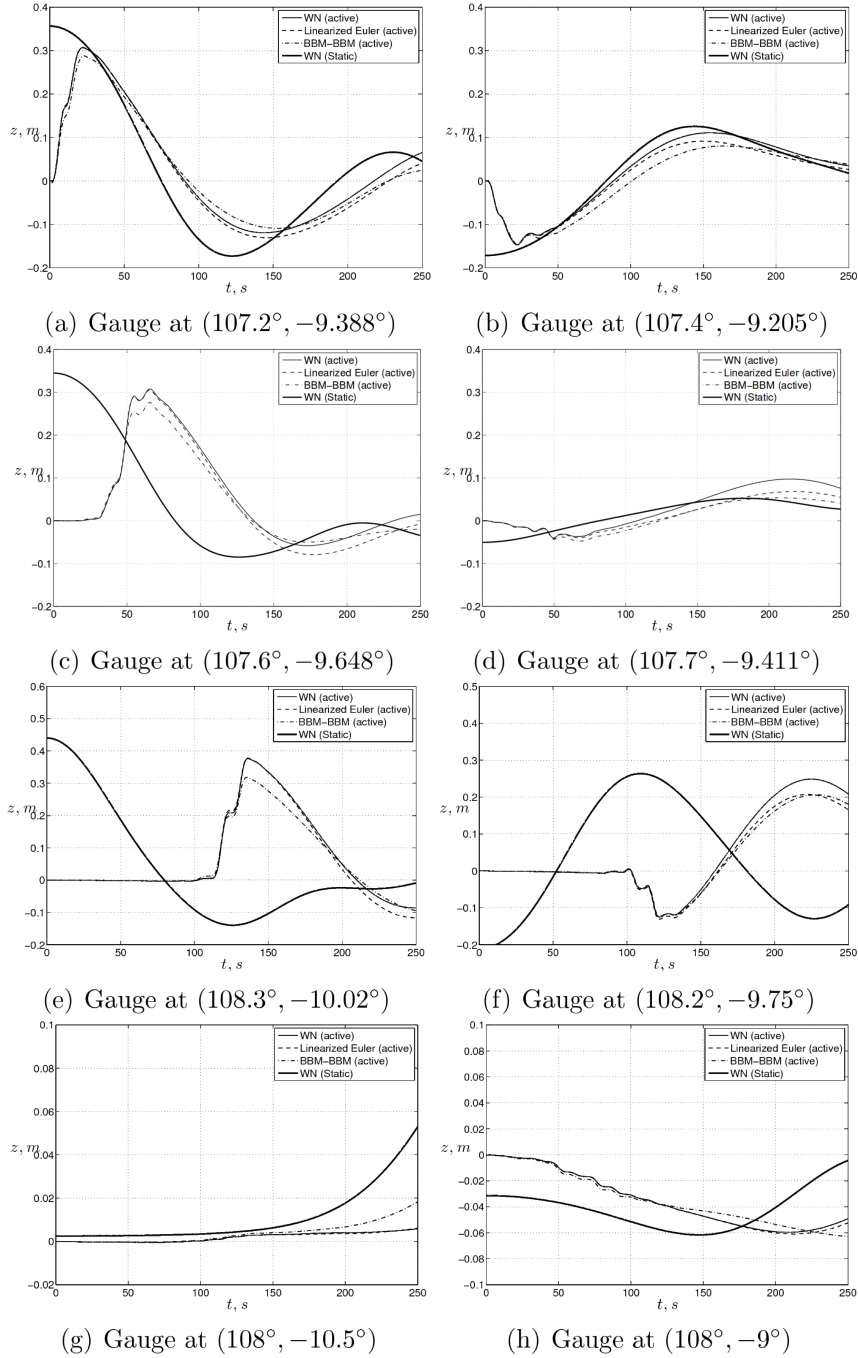 WN (active)
Linearized Euler (active)
BBM−BBM (active)
WN (Static)
0.4
0.3
0.2
0.1
0
−0.1
−0.2
z, m
0 50 100 150 200 250
t, s
(a) Gauge at (107.2°, −9.388°)
WN (active)
Linearized Euler (active)
BBM−BBM (active)
WN (Static)
0.4
0.3
0.2
0.1
0
−0.1
−0.2
z, m
0 50 100 150 200 250
t, s
(b) Gauge at (107.4°, −9.205°)
WN (active)
Linearized Euler (active)
BBM−BBM (active)
WN (Static)
0.4
0.3
0.2
0.1
0
−0.1
−0.2
z, m
0 50 100 150 200 250
t, s
(c) Gauge at (107.6°, −9.648°)
WN (active)
Linearized Euler (active)
BBM−BBM (active)
WN (Static)
0.4
0.3
0.2
0.1
0
−0.1
−0.2
z, m
0 50 100 150 200 250
t, s
(d) Gauge at (107.7°, −9.411°)
WN (active)
Linearized Euler (active)
BBM−BBM (active)
WN (Static)
0.6
0.5
0.4
0.3
0.2
0.1
0
−0.1
−0.2
z, m
0 50 100 150 200 250
t, s
(e) Gauge at (108.3°, −10.02°)
WN (active)
Linearized Euler (active)
BBM−BBM (active)
WN (Static)
0.5
0.4
0.3
0.2
0.1
0
−0.1
−0.2
z, m
0 50 100 150 200 250
t, s
(f) Gauge at (108.2°, −9.75°)
WN (active)
Linearized Euler (active)
BBM−BBM (active)
WN (Static)
0.1
0.08
0.06
0.04
0.02
0
−0.02
z, m
0 50 100 150 200 250
t, s
(g) Gauge at (108°, −10.5°)
WN (active)
Linearized Euler (active)
BBM−BBM (active)
WN (Static)
0.1
0.08
0.06
0.04
0.02
0
−0.02
−0.04
−0.06
−0.08
−0.1
z, m
0 50 100 150 200 250
t, s
(h) Gauge at (108°, −9°)